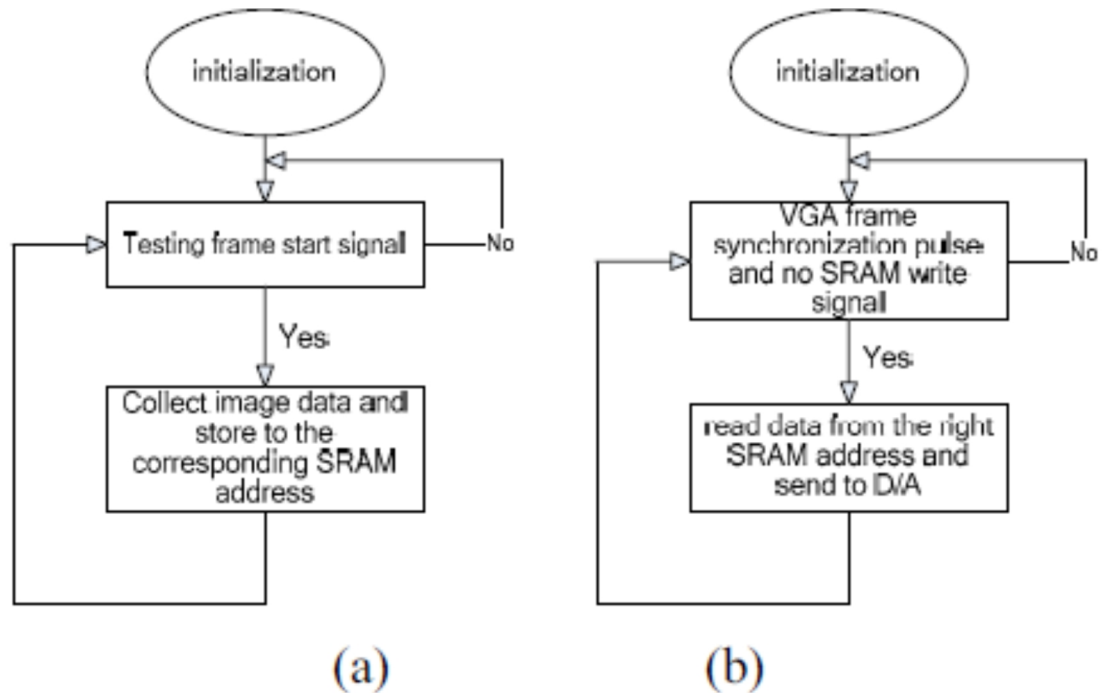 initialization
Testing frame start signal
No
Yes
Collect image data and
store to the
corresponding SRAM
address
(a)
initialization
VGA frame
synchronization pulse
and no SRAM write
signal
No
Yes
read data from the right
SRAM address and
send to D/A
(b)